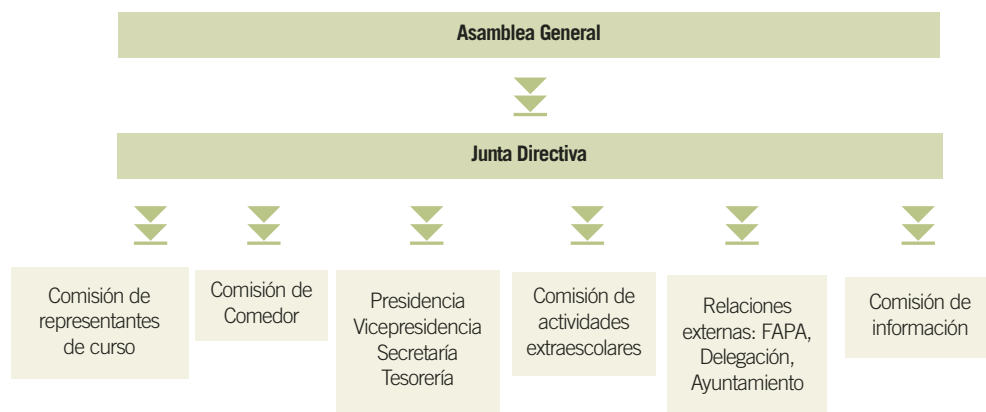 Asamblea General
Junta Directiva
Comisión de
representantes
de curso
Comisión de
Comedor
Presidencia
Vicepresidencia
Secretaría
Tesorería
Comisión de
actividades
extraescolares
Relaciones
externas: FAPA,
Delegación,
Ayuntamiento
Comisión de
información